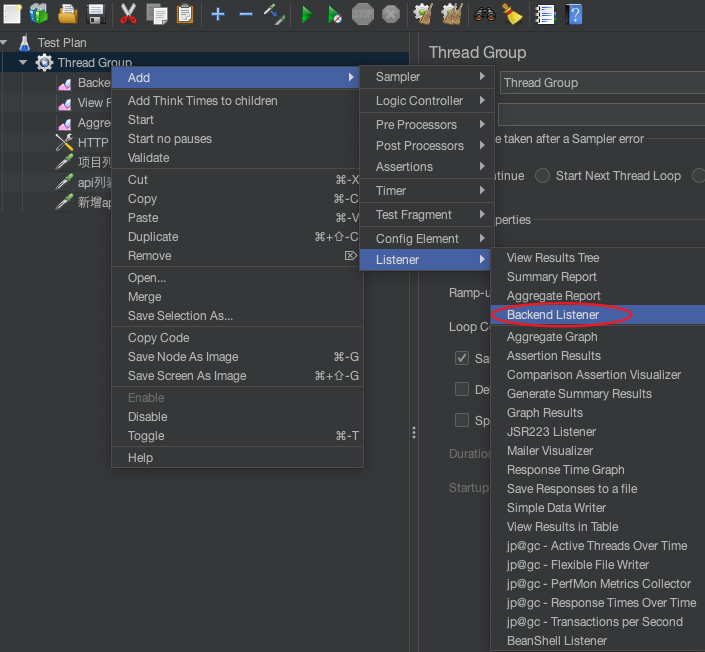 STOP
Test Plan
Thread Group
Backe
View R
Aggre
HTTP
项目列
api列表
新增ap
Add
Add Think Times to children
Start
Start no pauses
Validate
Cut ⌘-X
Copy ⌘-C
Paste ⌘-V
Duplicate ⌘+⇧-C
Remove ⌦
Open...
Merge
Save Selection As...
Copy Code
Save Node As Image ⌘-G
Save Screen As Image ⌘+⇧-G
Enable
Disable
Toggle ⌘-T
Help
Sampler
Logic Controller
Pre Processors
Post Processors
Assertions
Timer
Test Fragment
Config Element
Listener
Thread Group
Thread Group
e taken after a Sampler error
ntinue
Start Next Thread Loop
perties
Ramp-u
Loop Co
Sa
De
Sp
Duration
Startup
View Results Tree
Summary Report
Aggregate Report
Backend Listener
Aggregate Graph
Assertion Results
Comparison Assertion Visualizer
Generate Summary Results
Graph Results
JSR223 Listener
Mailer Visualizer
Response Time Graph
Save Responses to a file
Simple Data Writer
View Results in Table
jp@gc - Active Threads Over Time
jp@gc - Flexible File Writer
jp@gc - PerfMon Metrics Collector
jp@gc - Response Times Over Time
jp@gc - Transactions per Second
BeanShell Listener